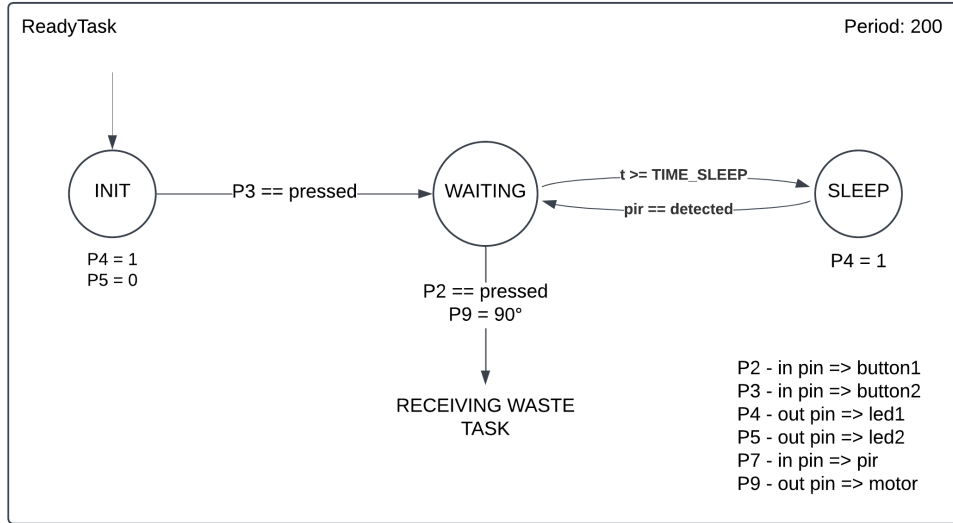 ReadyTask
Period: 200
INIT
P3 == pressed
WAITING
t >= TIME_SLEEP
pir == detected
SLEEP
P4 = 1
P5 = 0
P4 = 1
P2 == pressed
P9 = 90°
RECEIVING WASTE
TASK
P2 - in pin => button1
P3 - in pin => button2
P4 - out pin => led1
P5 - out pin => led2
P7 - in pin => pir
P9 - out pin => motor